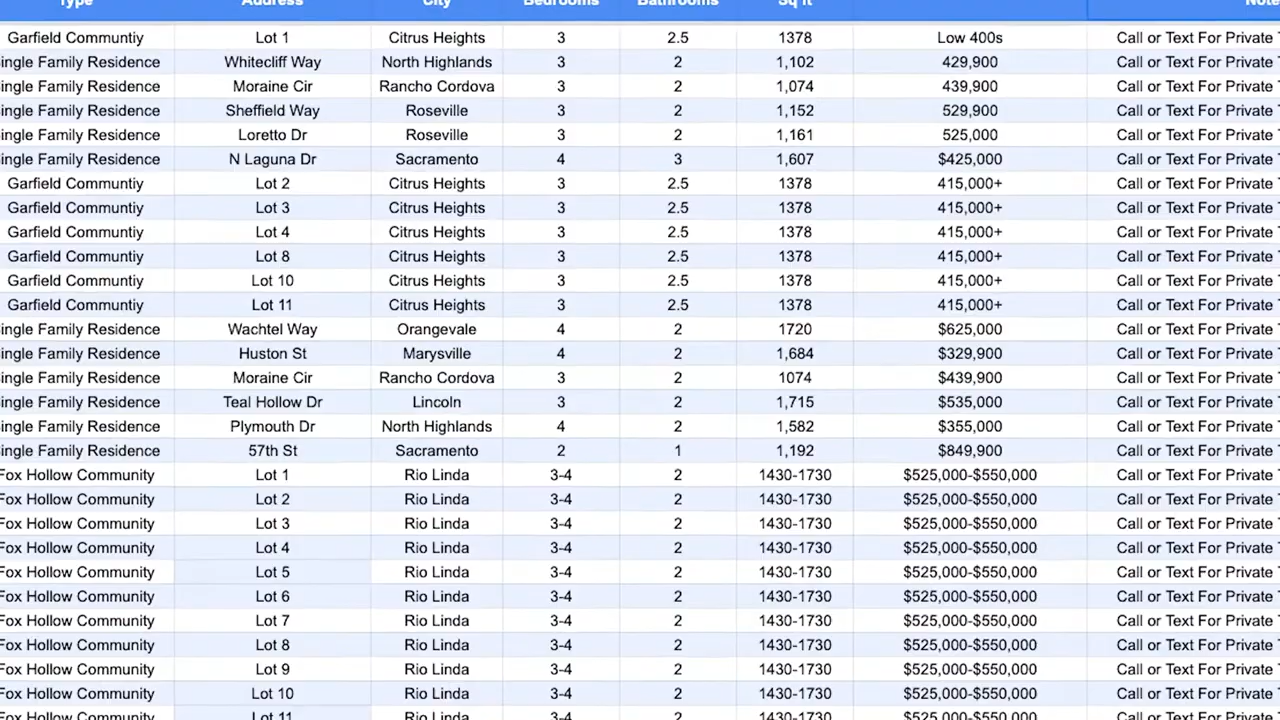 Type Address City Bedrooms Bathrooms Sq ft Note
Garfield Communtiy Lot 1 Citrus Heights 3 2.5 1378 Low 400s Call or Text For Private
ingle Family Residence Whitecliff Way North Highlands 3 2 1,102 429,900 Call or Text For Private
ingle Family Residence Moraine Cir Rancho Cordova 3 2 1,074 439,900 Call or Text For Private
ingle Family Residence Sheffield Way Roseville 3 2 1,152 529,900 Call or Text For Private
ingle Family Residence Loretto Dr Roseville 3 2 1,161 525,000 Call or Text For Private
ingle Family Residence N Laguna Dr Sacramento 4 3 1,607 $425,000 Call or Text For Private
Garfield Communtiy Lot 2 Citrus Heights 3 2.5 1378 415,000+ Call or Text For Private
Garfield Communtiy Lot 3 Citrus Heights 3 2.5 1378 415,000+ Call or Text For Private
Garfield Communtiy Lot 4 Citrus Heights 3 2.5 1378 415,000+ Call or Text For Private
Garfield Communtiy Lot 8 Citrus Heights 3 2.5 1378 415,000+ Call or Text For Private
Garfield Communtiy Lot 10 Citrus Heights 3 2.5 1378 415,000+ Call or Text For Private
Garfield Communtiy Lot 11 Citrus Heights 3 2.5 1378 415,000+ Call or Text For Private
ingle Family Residence Wachtel Way Orangevale 4 2 1720 $625,000 Call or Text For Private
ingle Family Residence Huston St Marysville 4 2 1,684 $329,900 Call or Text For Private
ingle Family Residence Moraine Cir Rancho Cordova 3 2 1074 $439,900 Call or Text For Private
ingle Family Residence Teal Hollow Dr Lincoln 3 2 1,715 $535,000 Call or Text For Private
ingle Family Residence Plymouth Dr North Highlands 4 2 1,582 $355,000 Call or Text For Private
ingle Family Residence 57th St Sacramento 2 1 1,192 $849,900 Call or Text For Private
Fox Hollow Community Lot 1 Rio Linda 3-4 2 1430-1730 $525,000-$550,000 Call or Text For Private
Fox Hollow Community Lot 2 Rio Linda 3-4 2 1430-1730 $525,000-$550,000 Call or Text For Private
Fox Hollow Community Lot 3 Rio Linda 3-4 2 1430-1730 $525,000-$550,000 Call or Text For Private
Fox Hollow Community Lot 4 Rio Linda 3-4 2 1430-1730 $525,000-$550,000 Call or Text For Private
Fox Hollow Community Lot 5 Rio Linda 3-4 2 1430-1730 $525,000-$550,000 Call or Text For Private
Fox Hollow Community Lot 6 Rio Linda 3-4 2 1430-1730 $525,000-$550,000 Call or Text For Private
Fox Hollow Community Lot 7 Rio Linda 3-4 2 1430-1730 $525,000-$550,000 Call or Text For Private
Fox Hollow Community Lot 8 Rio Linda 3-4 2 1430-1730 $525,000-$550,000 Call or Text For Private
Fox Hollow Community Lot 9 Rio Linda 3-4 2 1430-1730 $525,000-$550,000 Call or Text For Private
Fox Hollow Community Lot 10 Rio Linda 3-4 2 1430-1730 $525,000-$550,000 Call or Text For Private
Fox Hollow Community Lot 11 Rio Linda 3-4 2 1430-1730 $525,000-$550,000 Call or Text For Private